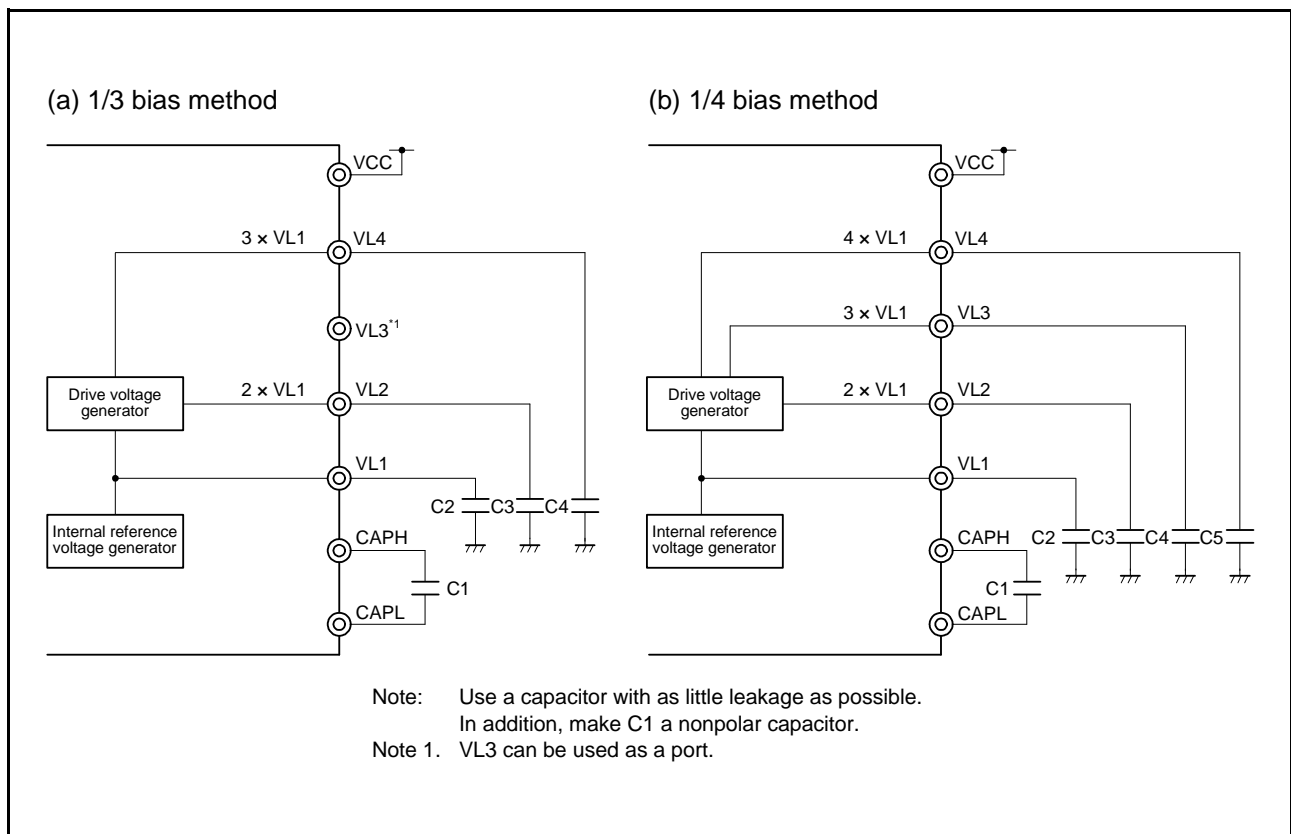 (a) 1/3 bias method
VCC
3 × VL1
VL4
VL3*1
Drive voltage
generator
2 × VL1
VL2
VL1
Internal reference
voltage generator
C2
C3
C4
CAPH
C1
CAPL
(b) 1/4 bias method
VCC
4 × VL1
VL4
3 × VL1
VL3
Drive voltage
generator
2 × VL1
VL2
VL1
Internal reference
voltage generator
C2
C3
C4
C5
CAPH
C1
CAPL
Note: Use a capacitor with as little leakage as possible.
In addition, make C1 a nonpolar capacitor.
Note 1. VL3 can be used as a port.